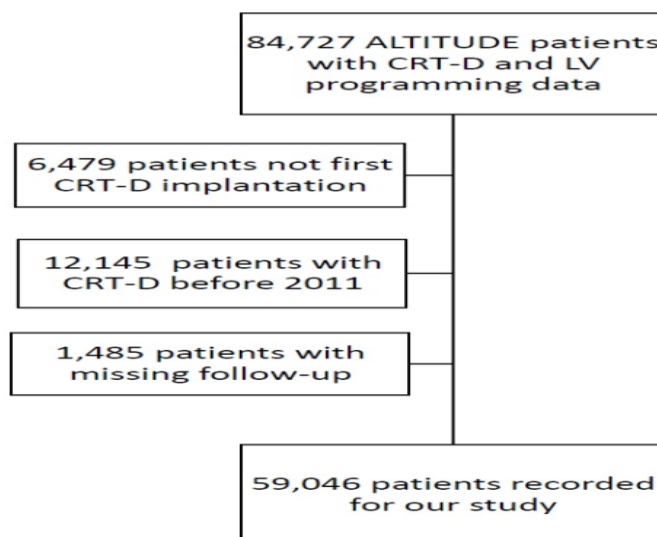 84,727 ALTITUDE patients
with CRT-D and LV
programming data
6,479 patients not first
CRT-D implantation
12,145 patients with
CRT-D before 2011
1,485 patients with
missing follow-up
59,046 patients recorded
for our study